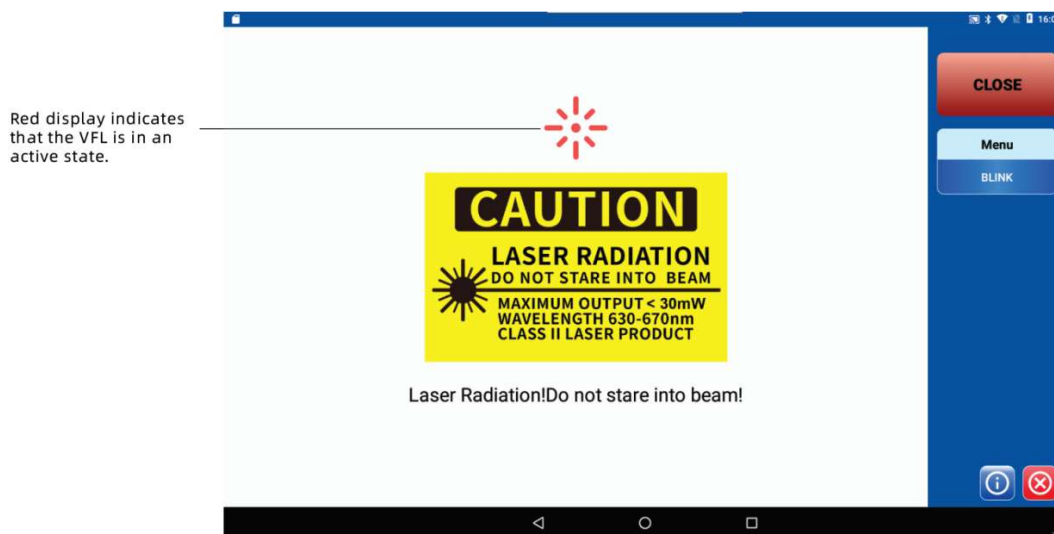 16:0
Red display indicates
that the VFL is in an
active state.
CLOSE
Menu
BLINK
CAUTION
LASER RADIATION
DO NOT STARE INTO BEAM
MAXIMUM OUTPUT < 30mW
WAVELENGTH 630-670nm
CLASS II LASER PRODUCT
Laser Radiation!Do not stare into beam!